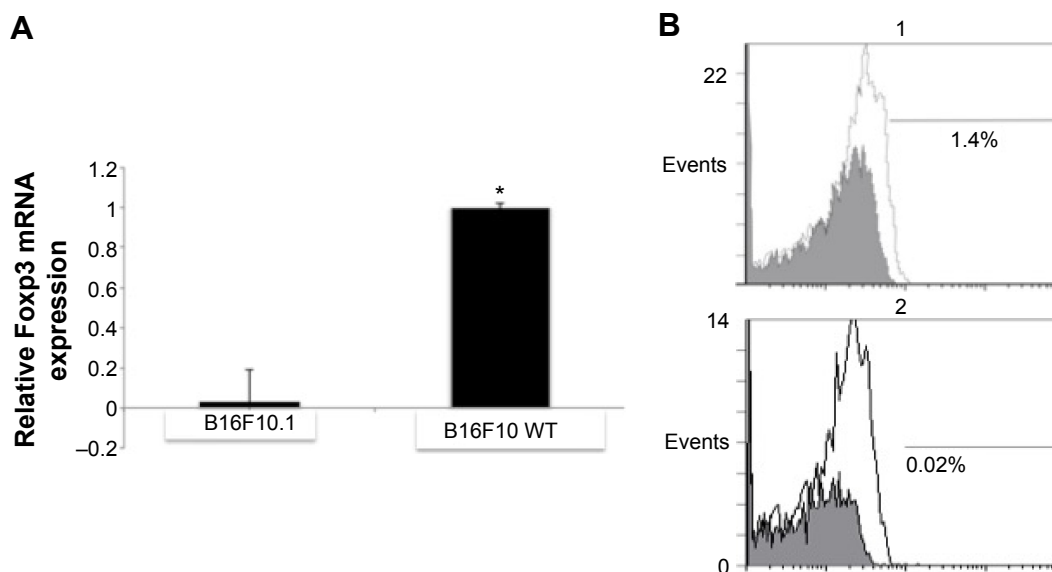 A
Relative Foxp3 mRNA
expression
1.2
1
0.8
0.6
0.4
0.2
0
–0.2
*
B16F10.1
B16F10 WT
B
1
22
Events
1.4%
2
14
Events
0.02%
0